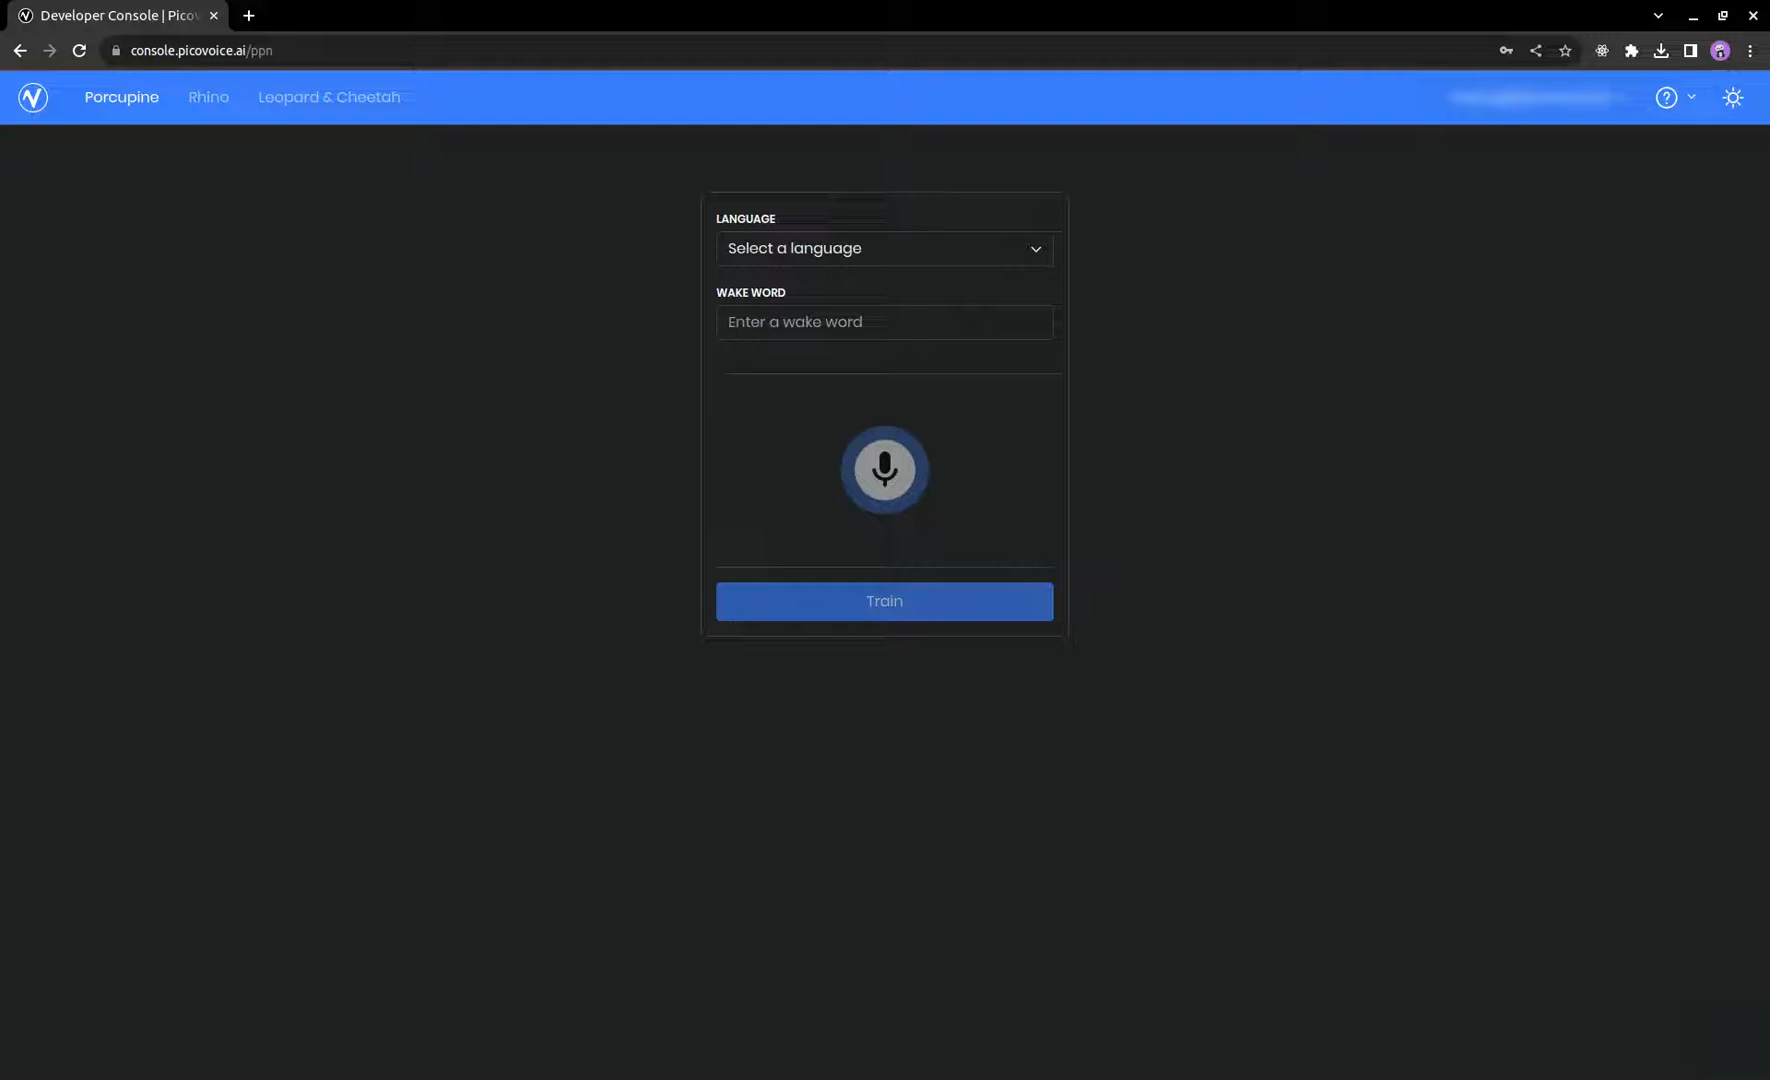 Developer Console | Picov
console.picovoice.ai/ppn
Porcupine Rhino Leopard & Cheetah
LANGUAGE
Select a language
WAKE WORD
Enter a wake word
Train